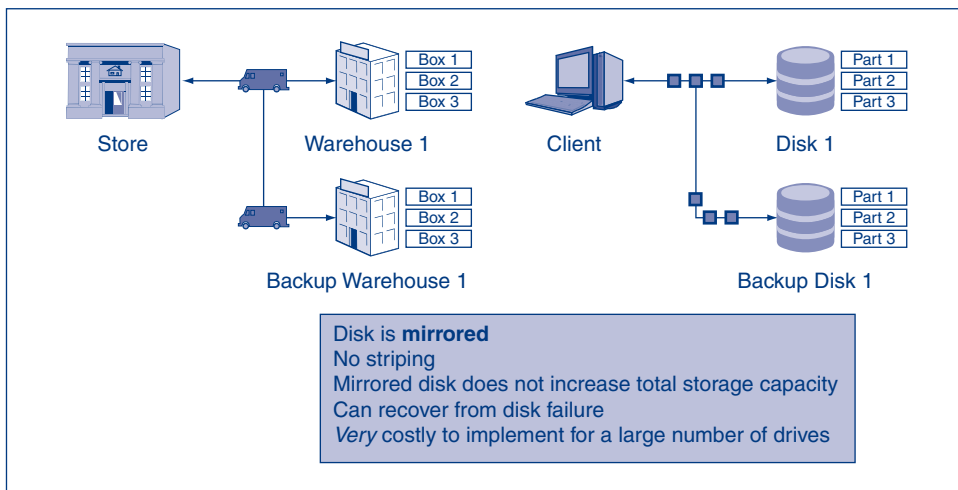 Box 1
Box 2
Box 3
Part 1
Part 2
Part 3
Store
Warehouse 1
Client
Disk 1
Box 1
Box 2
Box 3
Part 1
Part 2
Part 3
Backup Warehouse 1
Backup Disk 1
Disk is mirrored
No striping
Mirrored disk does not increase total storage capacity
Can recover from disk failure
Very costly to implement for a large number of drives